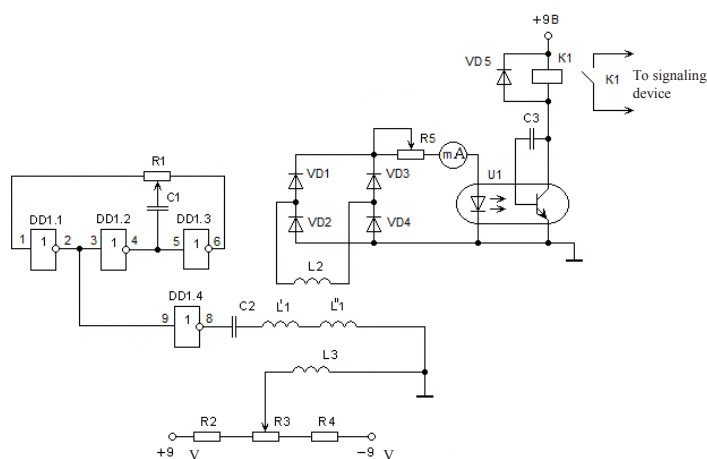 +9В
VD5
K1
K1
To signaling
device
C3
R5
mA
U1
VD1
VD3
VD2
VD4
R1
C1
DD1.1
DD1.2
DD1.3
1
1
2
3
1
4
5
1
6
L2
DD1.4
9
1
8
C2
L'1
L"1
L3
R2
R3
R4
+9 V
−9 V